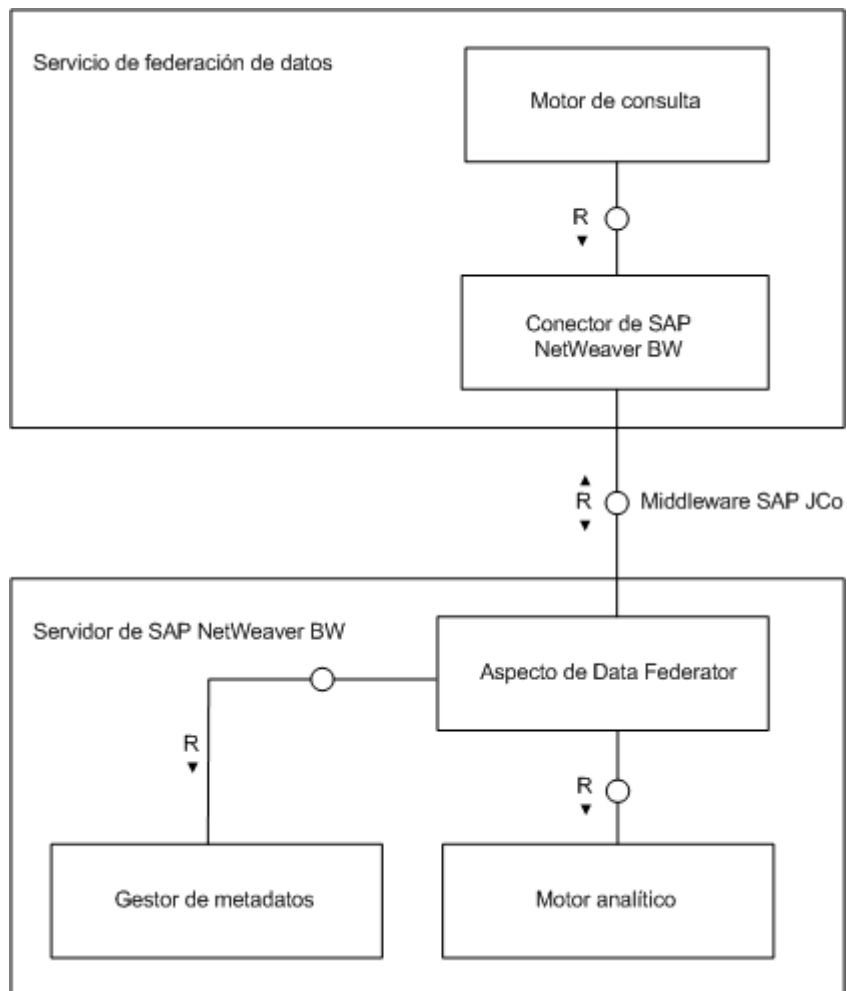 Servicio de federación de datos
Motor de consulta
R
▼
Conector de SAP
NetWeaver BW
▲
R
▼
Middleware SAP JCo
Servidor de SAP NetWeaver BW
Aspecto de Data Federator
R
▼
R
▼
Gestor de metadatos
Motor analítico